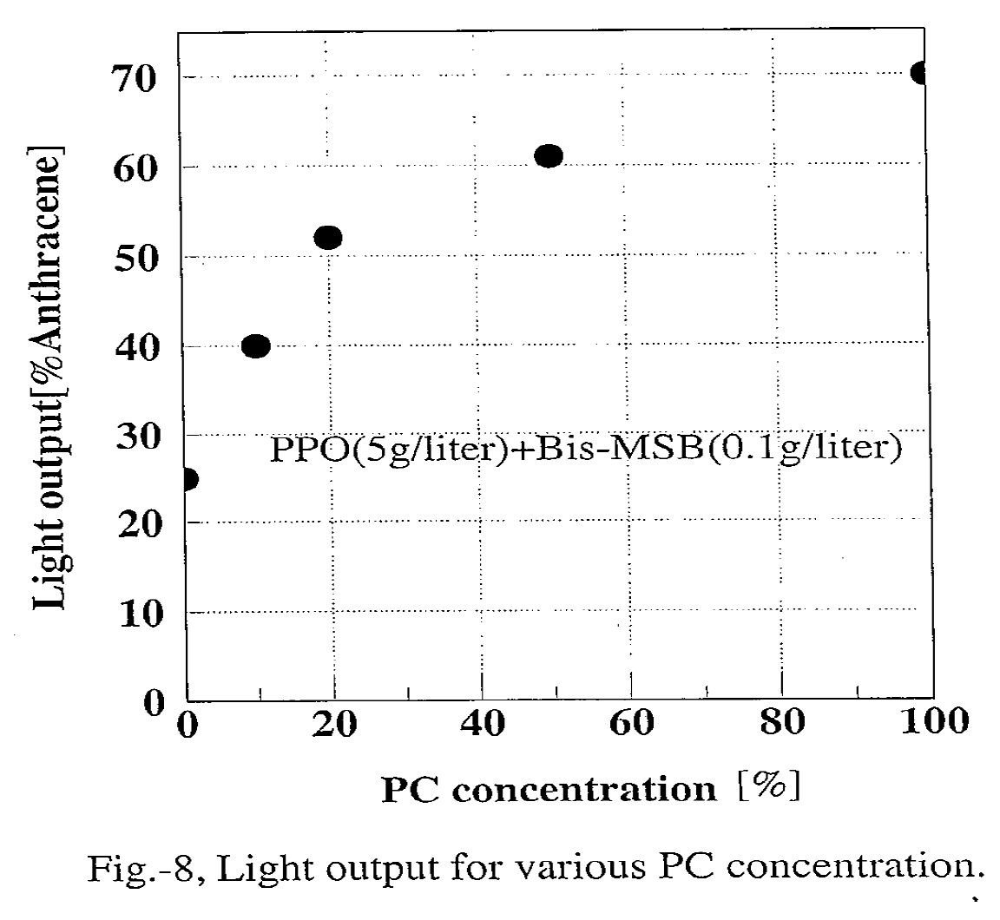 70
60
50
40
30
20
10
0
Light output[%Anthracene]
PPO(5g/liter)+Bis-MSB(0.1g/liter)
0 20 40 60 80 100
PC concentration [%]
Fig.-8, Light output for various PC concentration.